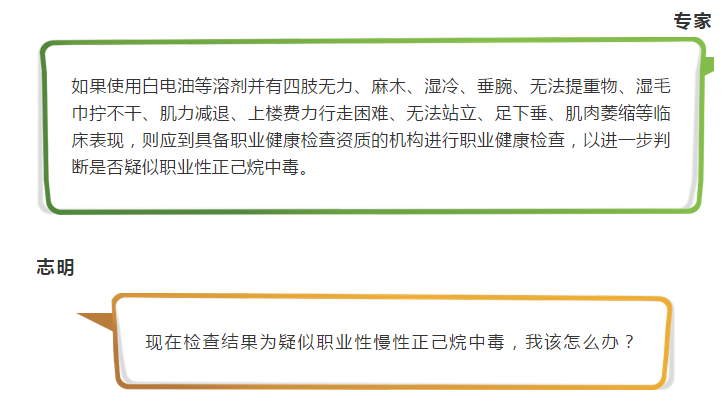 专家
如果使用白电油等溶剂并有四肢无力、麻木、湿冷、垂腕、无法提重物、湿毛
巾拧不干、肌力减退、上楼费力行走困难、无法站立、足下垂、肌肉萎缩等临
床表现，则应到具备职业健康检查资质的机构进行职业健康检查，以进一步判
断是否疑似职业性正己烷中毒。
志明
现在检查结果为疑似职业性慢性正己烷中毒，我该怎么办？